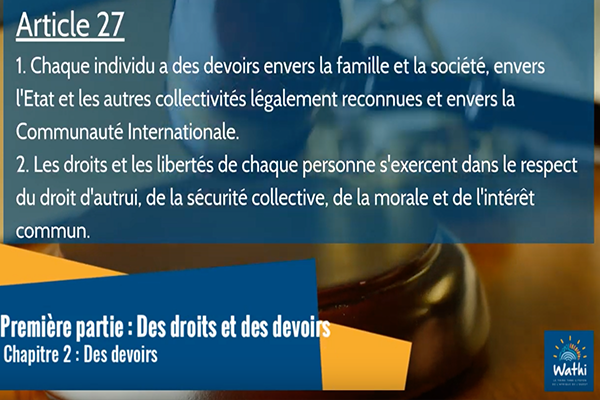 Article 27
1. Chaque individu a des devoirs envers la famille et la société, envers
l'Etat et les autres collectivités légalement reconnues et envers la
Communauté Internationale.
2. Les droits et les libertés de chaque personne s'exercent dans le respect
du droit d'autrui, de la sécurité collective, de la morale et de l'intérêt
commun.
Première partie : Des droits et des devoirs
Chapitre 2 : Des devoirs
Wathi